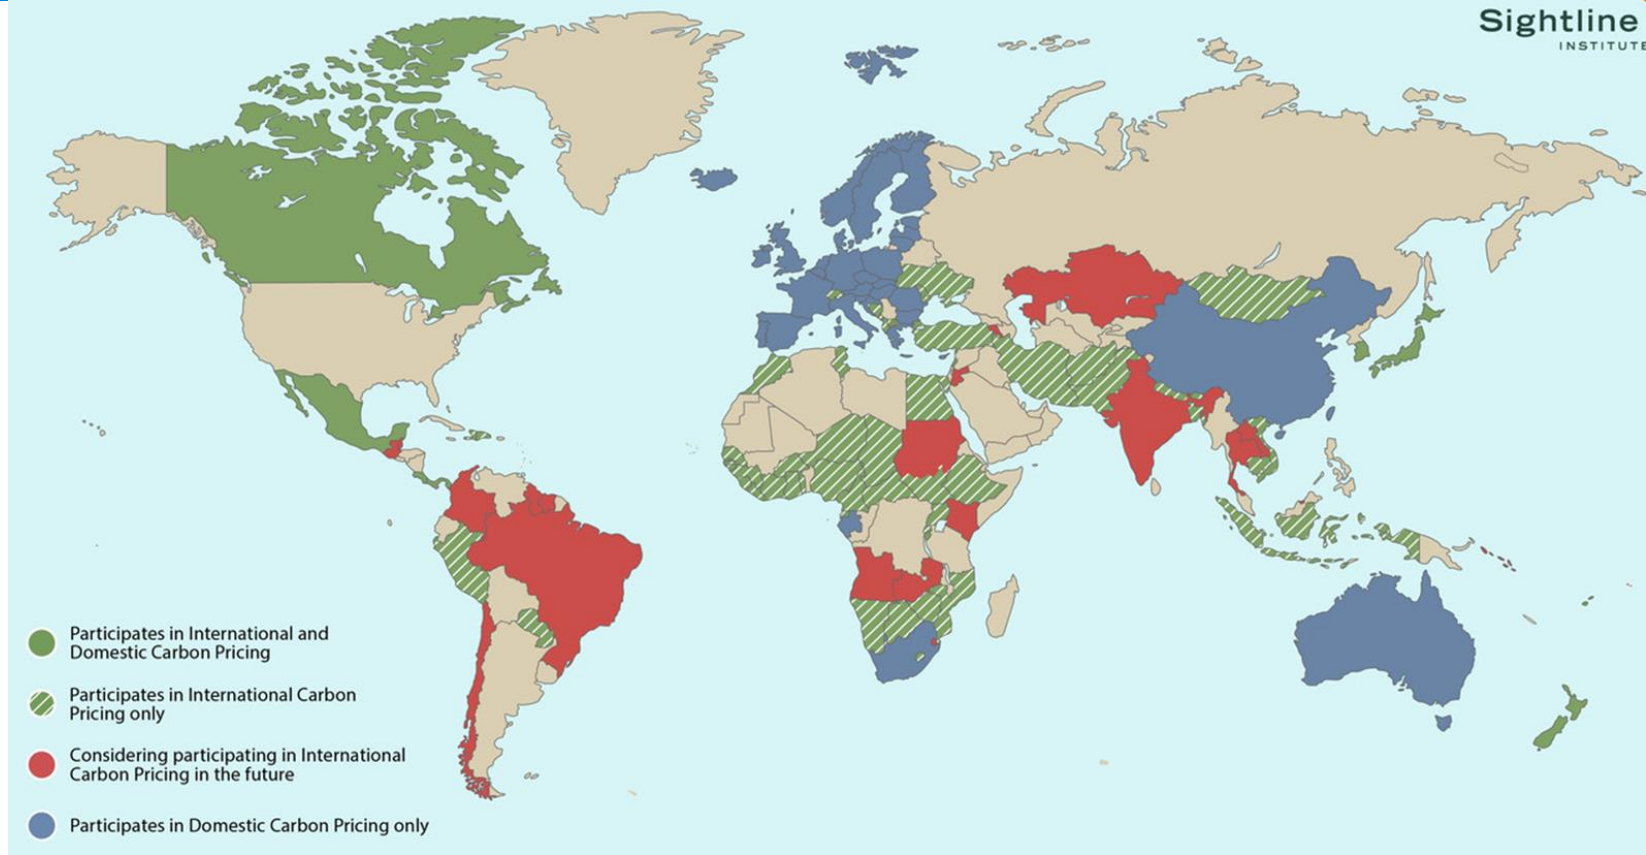 Sightline
INSTITUTE
Participates in International and
Domestic Carbon Pricing
Participates in International Carbon
Pricing only
Considering participating in International
Carbon Pricing in the future
Participates in Domestic Carbon Pricing only